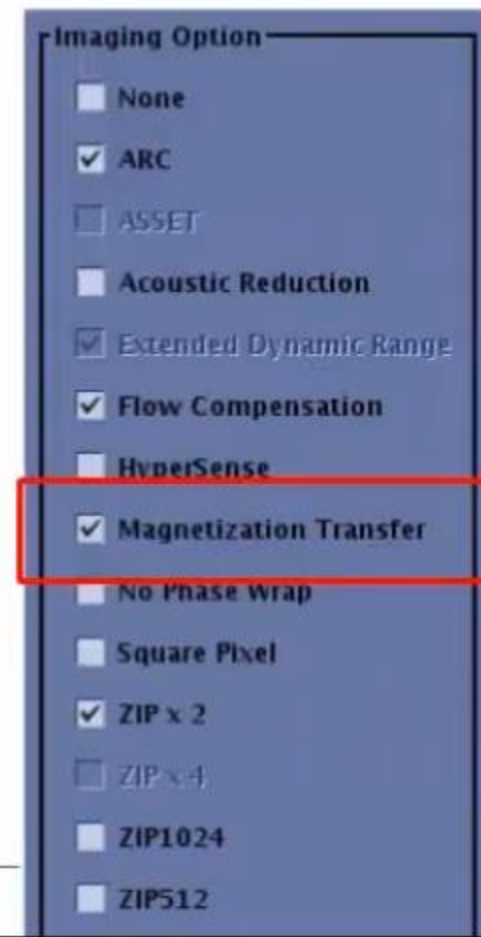 Imaging Option
None
ARC
ASSET
Acoustic Reduction
Extended Dynamic Range
Flow Compensation
HyperSense
Magnetization Transfer
No Phase Wrap
Square Pixel
ZIP x 2
ZIP x 4
ZIP1024
ZIP512